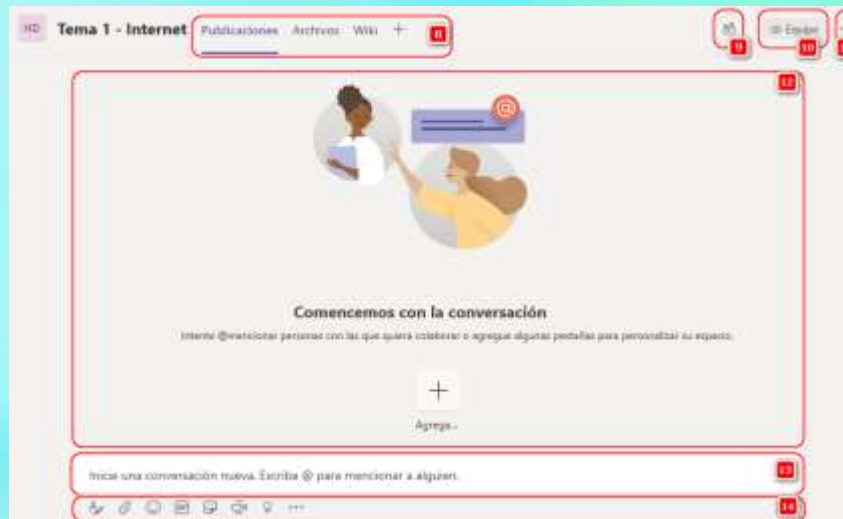 HD Tema 1 - Internet Publicaciones Archivos Wiki + 8 9 Equipo 10
12
Comencemos con la conversación
Intente @mencionar personas con las que quiera colaborar o agregue algunas pestañas para personalizar su espacio.
Agrega...
Inicie una conversación nueva. Escriba @ para mencionar a alguien. 13
14